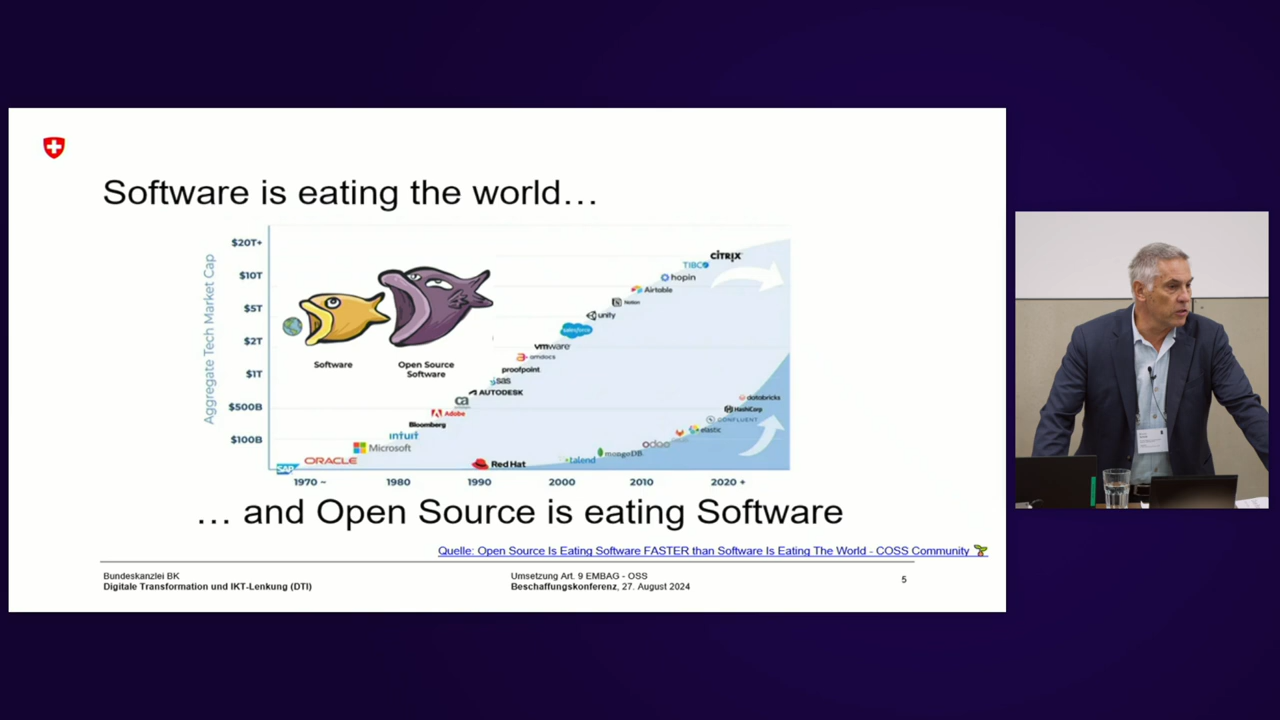 Software is eating the world…
Aggregate Tech Market Cap
$20T+
$10T
$5T
$2T
$1T
$500B
$100B
Software
Open Source
Software
CITRIX
TIBCO
hopin
Airtable
Notion
unity
salesforce
vmware
amdocs
proofpoint
sas
AUTODESK
ca
Adobe
Bloomberg
intuit
Microsoft
ORACLE
SAP
databricks
HashiCorp
CONFLUENT
elastic
odoo
mongoDB
talend
Red Hat
1970 ~
1980
1990
2000
2010
2020 +
… and Open Source is eating Software
Quelle: Open Source Is Eating Software FASTER than Software Is Eating The World - COSS Community
Bundeskanzlei BK
Digitale Transformation und IKT-Lenkung (DTI)
Umsetzung Art. 9 EMBAG - OSS
Beschaffungskonferenz, 27. August 2024
5